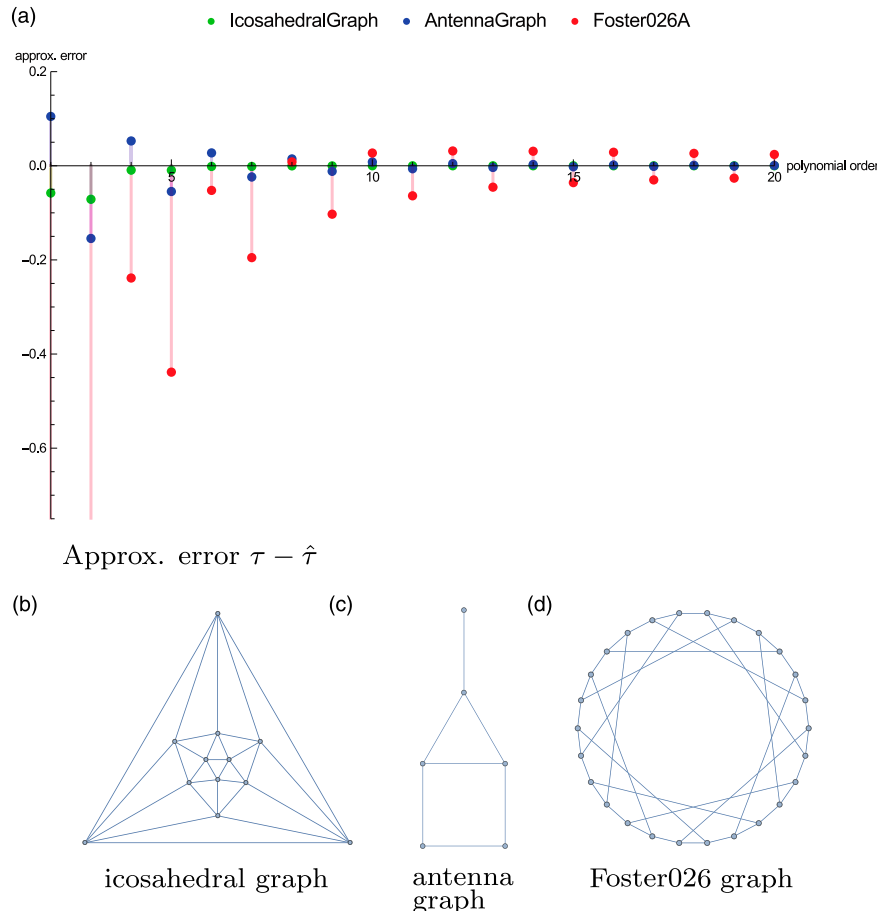 (a)
IcosahedralGraph AntennaGraph Foster026A
approx. error
0.2
0.0
-0.2
-0.4
-0.6
5 10 15 20
polynomial order
Approx. error τ − τ̂
(b) (c) (d)
icosahedral graph
antenna
graph
Foster026 graph